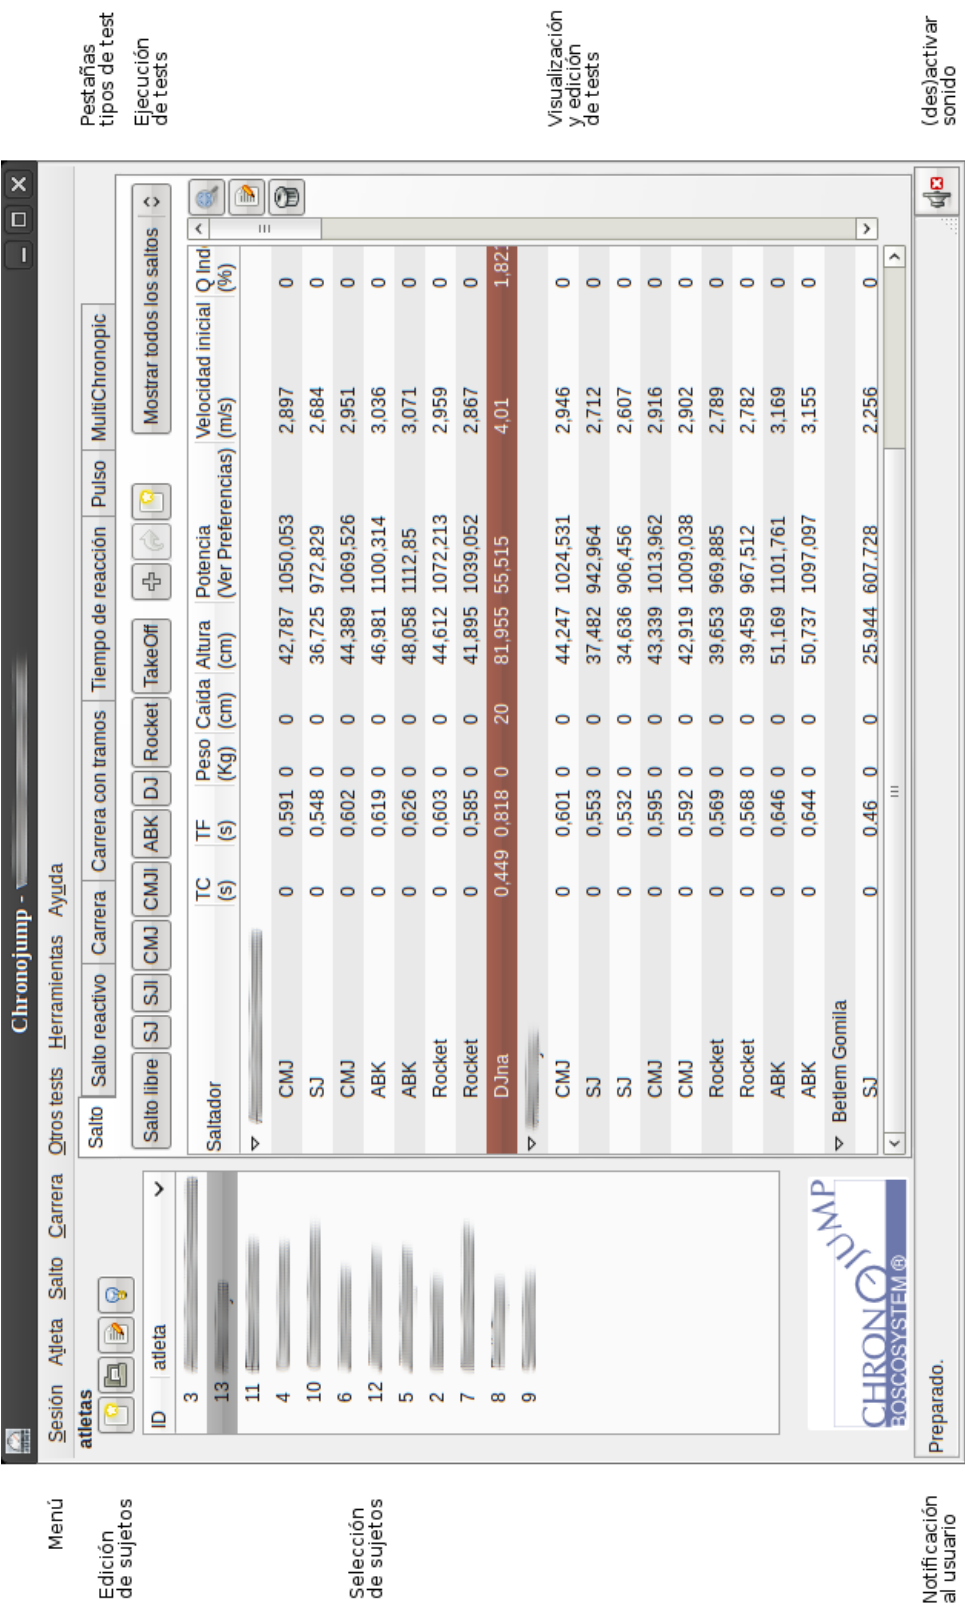 Menú
Edición
de sujetos
Selección
de sujetos
Notificación
al usuario
Chronojump -
Sesión Atleta Salto Carrera Otros tests Herramientas Ayuda
atletas
ID atleta
3
13
11
4
10
6
12
5
2
7
8
9
CHRONOJUMP
BOSCOSYSTEM ®
Preparado.
Salto Salto reactivo Carrera Carrera con tramos Tiempo de reacción Pulso MultiChronopic
Salto libre SJ SJl CMJ CMJl ABK DJ Rocket TakeOff Mostrar todos los saltos
Saltador TC TF Peso Caída Altura Potencia Velocidad inicial Q Ind
(s) (s) (Kg) (cm) (cm) (Ver Preferencias) (m/s) (%)
CMJ 0 0,591 0 0 42,787 1050,053 2,897 0
SJ 0 0,548 0 0 36,725 972,829 2,684 0
CMJ 0 0,602 0 0 44,389 1069,526 2,951 0
ABK 0 0,619 0 0 46,981 1100,314 3,036 0
ABK 0 0,626 0 0 48,058 1112,85 3,071 0
Rocket 0 0,603 0 0 44,612 1072,213 2,959 0
Rocket 0 0,585 0 0 41,895 1039,052 2,867 0
DJna 0,449 0,818 0 20 81,955 55,515 4,01 1,82
CMJ 0 0,601 0 0 44,247 1024,531 2,946 0
SJ 0 0,553 0 0 37,482 942,964 2,712 0
SJ 0 0,532 0 0 34,636 906,456 2,607 0
CMJ 0 0,595 0 0 43,339 1013,962 2,916 0
CMJ 0 0,592 0 0 42,919 1009,038 2,902 0
Rocket 0 0,569 0 0 39,653 969,885 2,789 0
Rocket 0 0,568 0 0 39,459 967,512 2,782 0
ABK 0 0,646 0 0 51,169 1101,761 3,169 0
ABK 0 0,644 0 0 50,737 1097,097 3,155 0
Betlem Gomila
SJ 0 0,46 0 0 25,944 607,728 2,256 0
Pestañas
tipos de test
Ejecución
de tests
Visualización
y edición
de tests
(des)activar
sonido